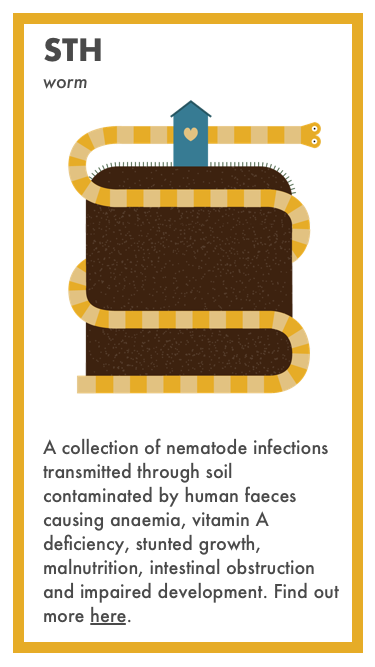 STH
worm
A collection of nematode infections
transmitted through soil
contaminated by human faeces
causing anaemia, vitamin A
deficiency, stunted growth,
malnutrition, intestinal obstruction
and impaired development. Find out
more here.